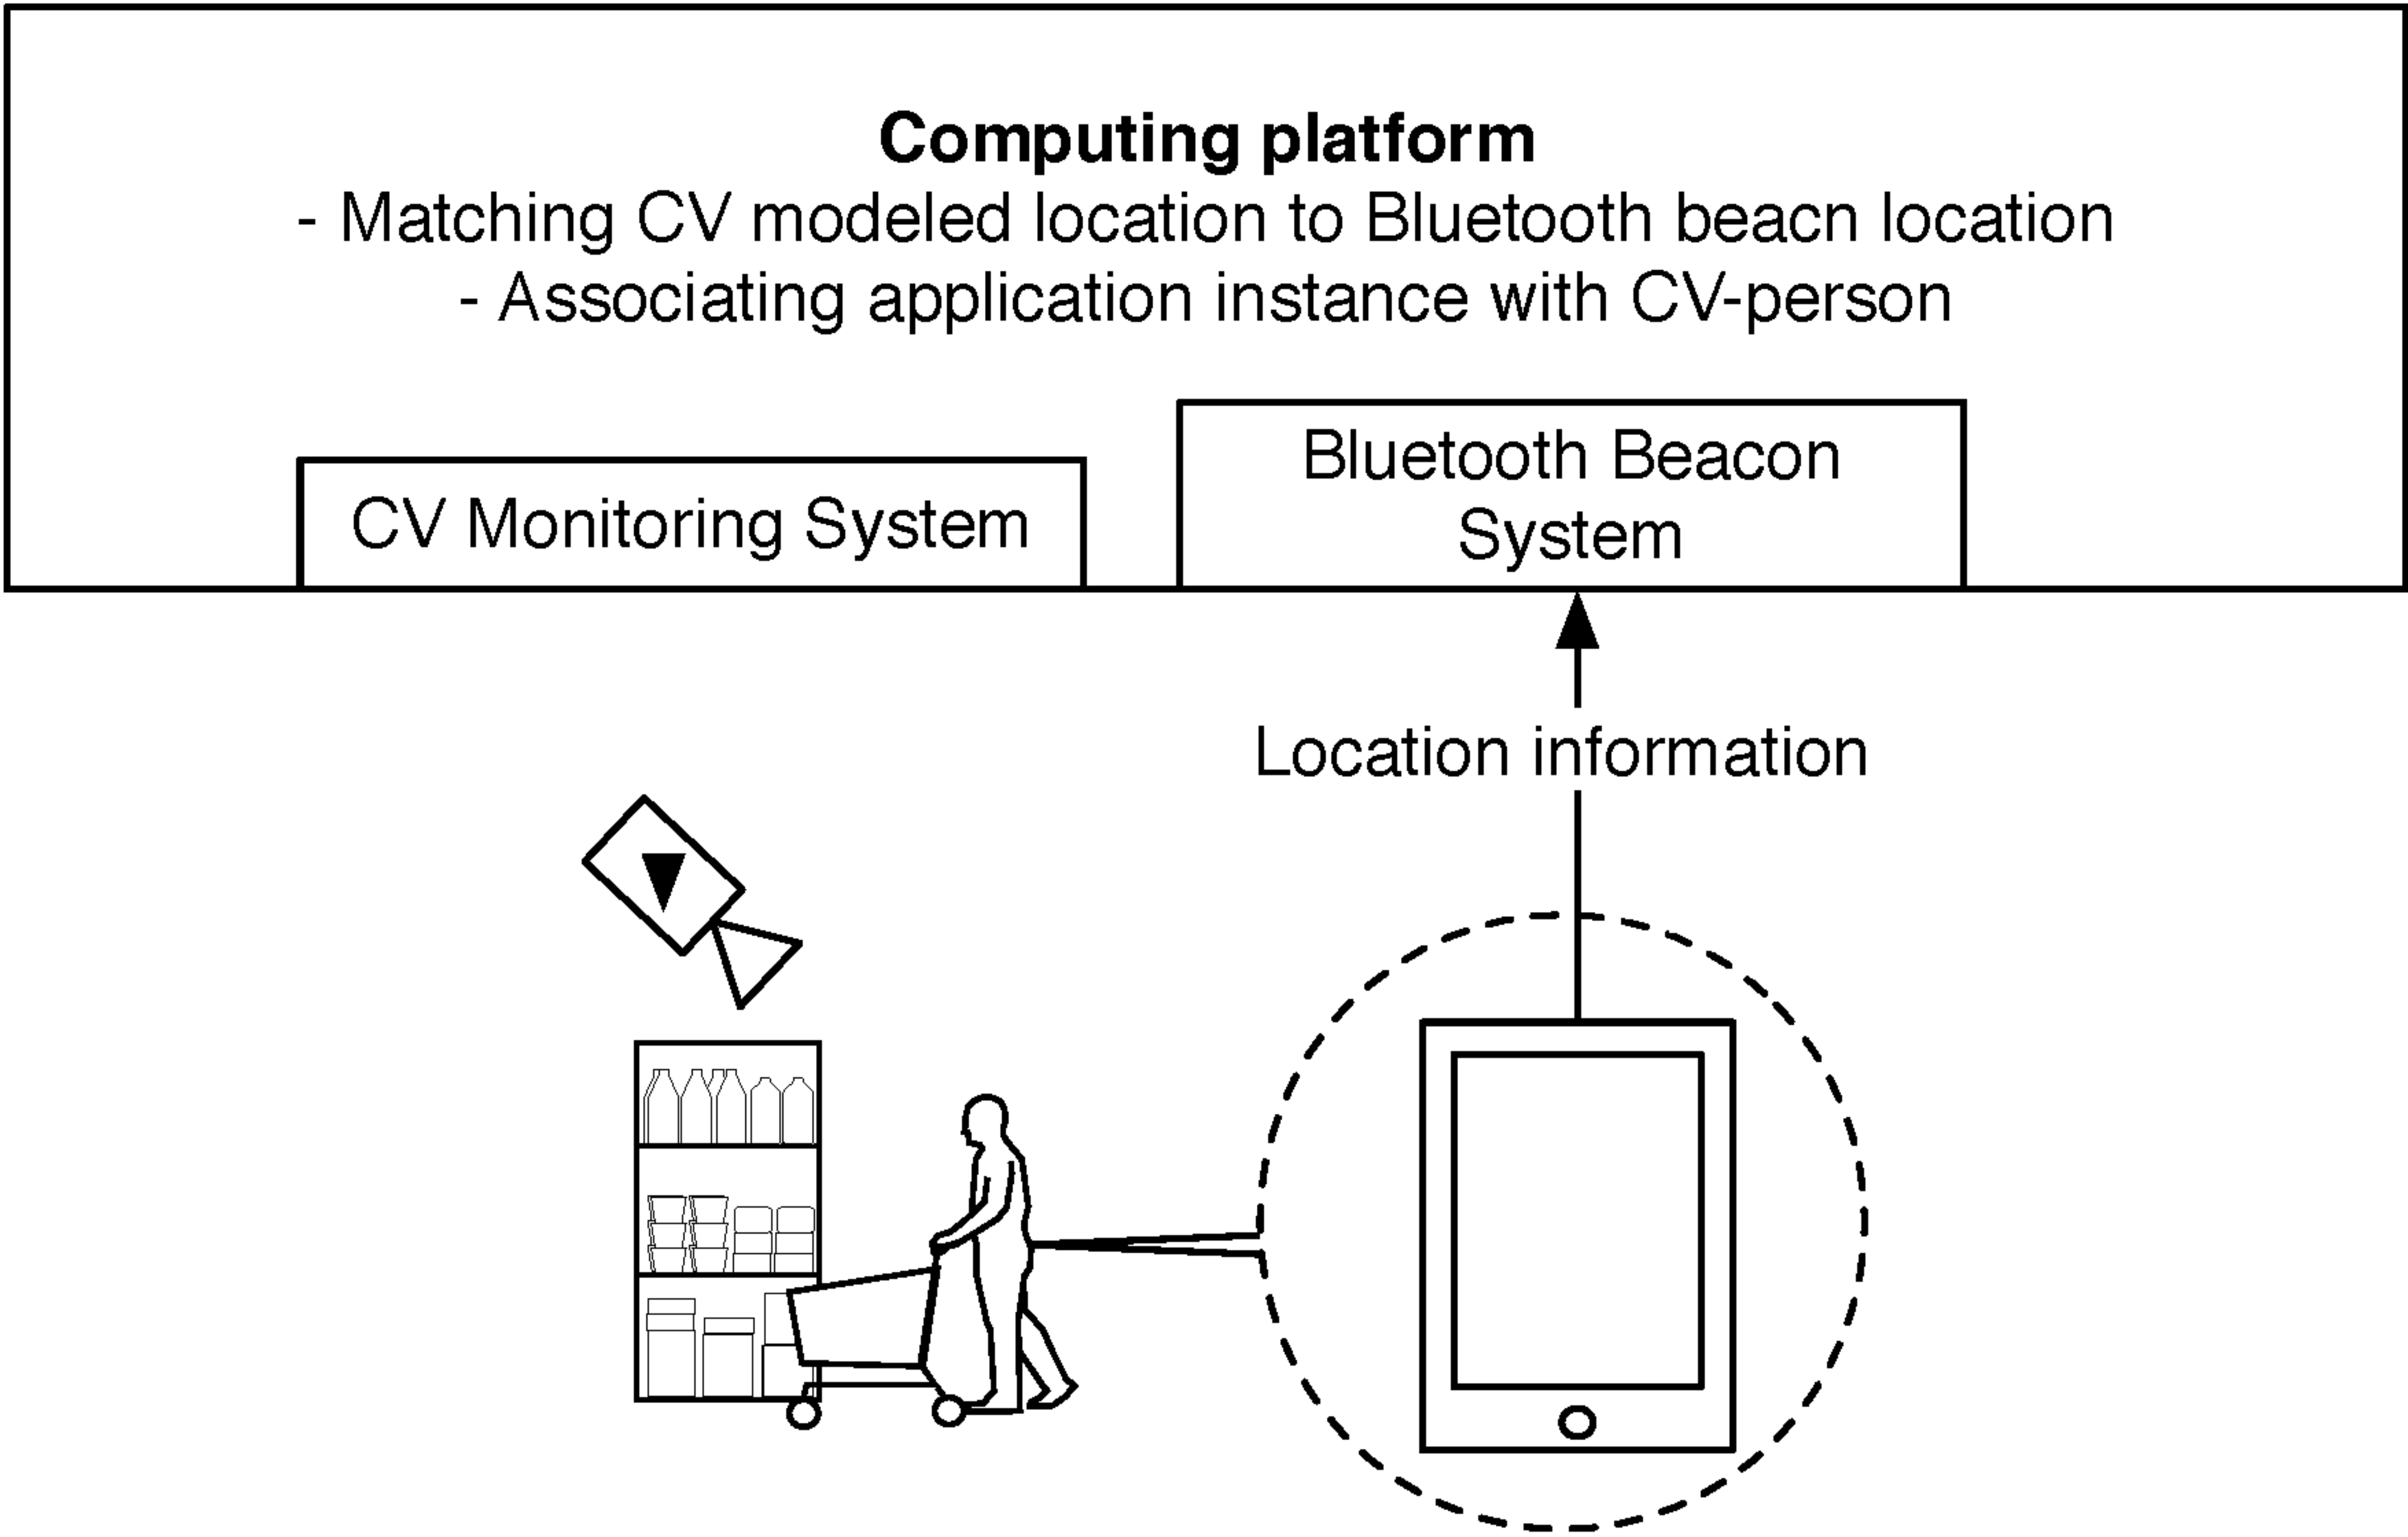 Computing platform
- Matching CV modeled location to Bluetooth beacn location
- Associating application instance with CV-person
CV Monitoring System
Bluetooth Beacon
System
Location information